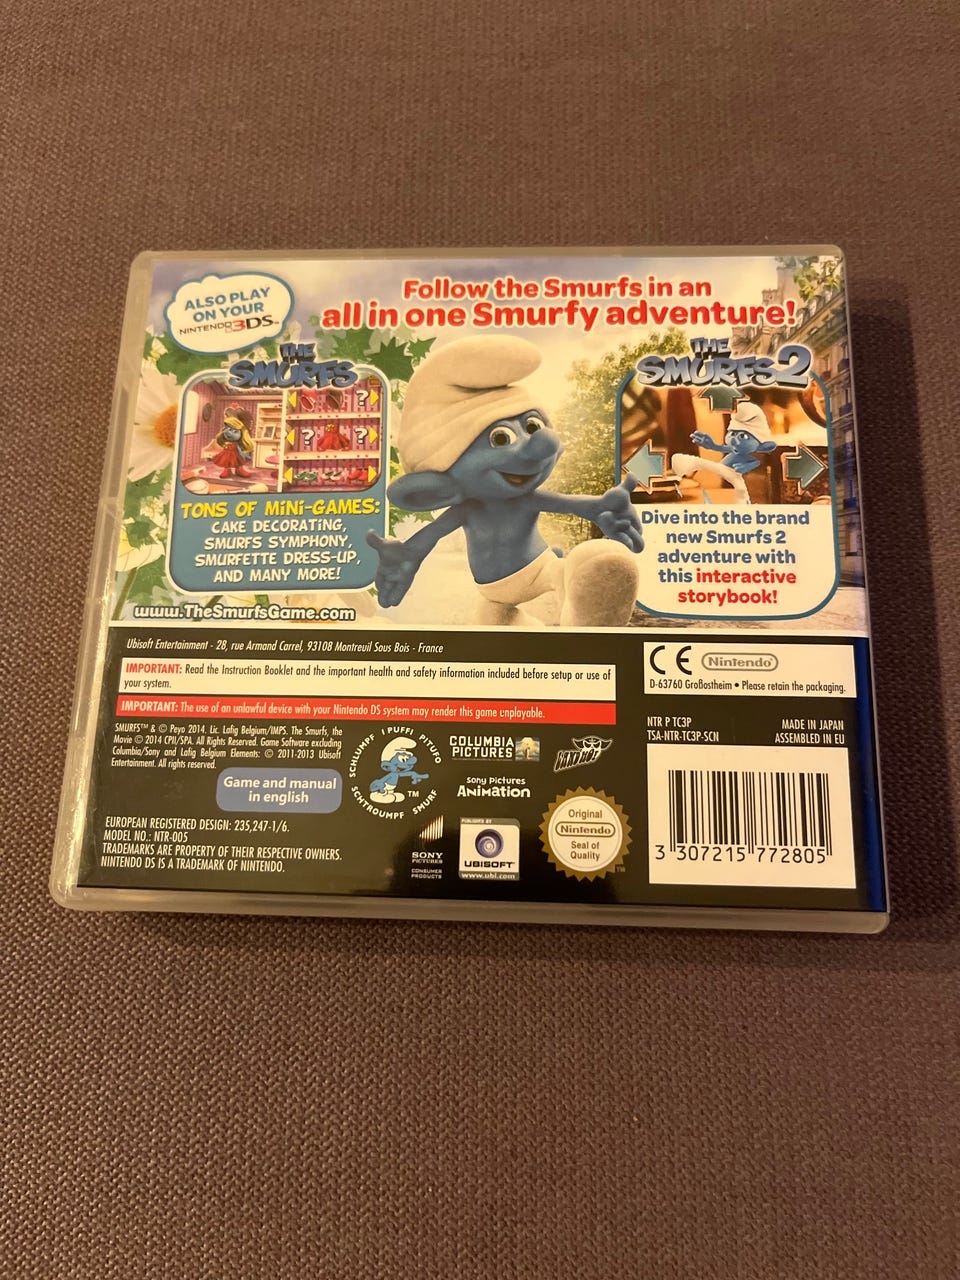 ALSO PLAY
ON YOUR
NINTENDO 3DS™
Follow the Smurfs in an
all in one Smurfy adventure!
THE
SMURFS
? ?
? ?
TONS OF MiNi-GAMES:
CAKE DECORATING,
SMURFS SYMPHONY,
SMURFETTE DRESS-UP,
AND MANY MORE!
www.TheSmurfsGame.com
THE
SMURFS 2
Dive into the brand
new Smurfs 2
adventure with
this interactive
storybook!
Ubisoft Entertainment - 28, rue Armand Carrel, 93108 Montreuil Sous Bois - France
IMPORTANT: Read the Instruction Booklet and the important health and safety information included before setup or use of
your system.
IMPORTANT: The use of an unlawful device with your Nintendo DS system may render this game unplayable.
SMURFS™ & © Peyo 2014. Lic. Lafig Belgium/IMPS. The Smurfs, the
Movie © 2014 CPII/SPA. All Rights Reserved. Game Software excluding
Columbia/Sony and Lafig Belgium Elements: © 2011-2013 Ubisoft
Entertainment. All rights reserved.
Game and manual
in english
EUROPEAN REGISTERED DESIGN: 235,247-1/6.
MODEL NO.: NTR-005
TRADEMARKS ARE PROPERTY OF THEIR RESPECTIVE OWNERS.
NINTENDO DS IS A TRADEMARK OF NINTENDO.
SCHLUMPF I PUFFI PITUFO
SCHTROUMPF SMURF
TM
COLUMBIA
PICTURES
WAYFORWARD
Sony Pictures
Animation
SONY
PICTURES
CONSUMER
PRODUCTS
PUBLISHED BY
UBISOFT
www.ubi.com
Original
Nintendo
Seal of
Quality
TM
CE Nintendo
D-63760 Großostheim • Please retain the packaging.
NTR P TC3P
TSA-NTR-TC3P-SCN
MADE IN JAPAN
ASSEMBLED IN EU
3 307215 772805